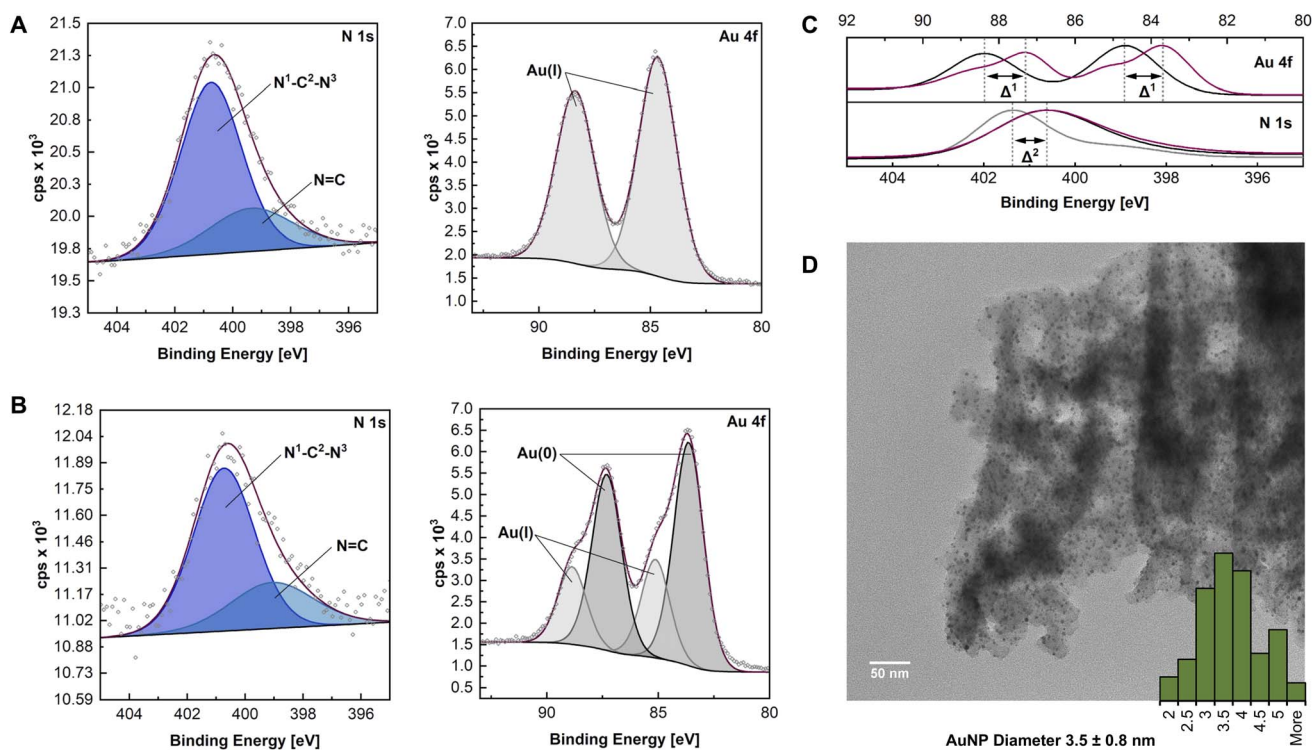 A
N 1s
21.5
21.3
21.0
20.8
20.5
20.3
20.0
19.8
19.5
19.3
cps x 10³
N¹-C²-N³
N=C
404 402 400 398 396
Binding Energy [eV]
Au 4f
7.0
6.5
6.0
5.5
5.0
4.5
4.0
3.5
3.0
2.5
2.0
1.5
1.0
cps x 10³
Au(I)
90 85 80
Binding Energy [eV]
B
N 1s
12.18
12.04
11.89
11.75
11.60
11.46
11.31
11.17
11.02
10.88
10.73
10.59
cps x 10³
N¹-C²-N³
N=C
404 402 400 398 396
Binding Energy [eV]
Au 4f
7.0
6.5
6.0
5.5
5.0
4.5
4.0
3.5
3.0
2.5
2.0
1.5
1.0
0.5
cps x 10³
Au(0)
Au(I)
90 85 80
Binding Energy [eV]
C
92 90 88 86 84 82 80
Au 4f
Δ¹ Δ¹
N 1s
Δ²
404 402 400 398 396
Binding Energy [eV]
D
50 nm
2 2.5 3 3.5 4 4.5 5 More
AuNP Diameter 3.5 ± 0.8 nm